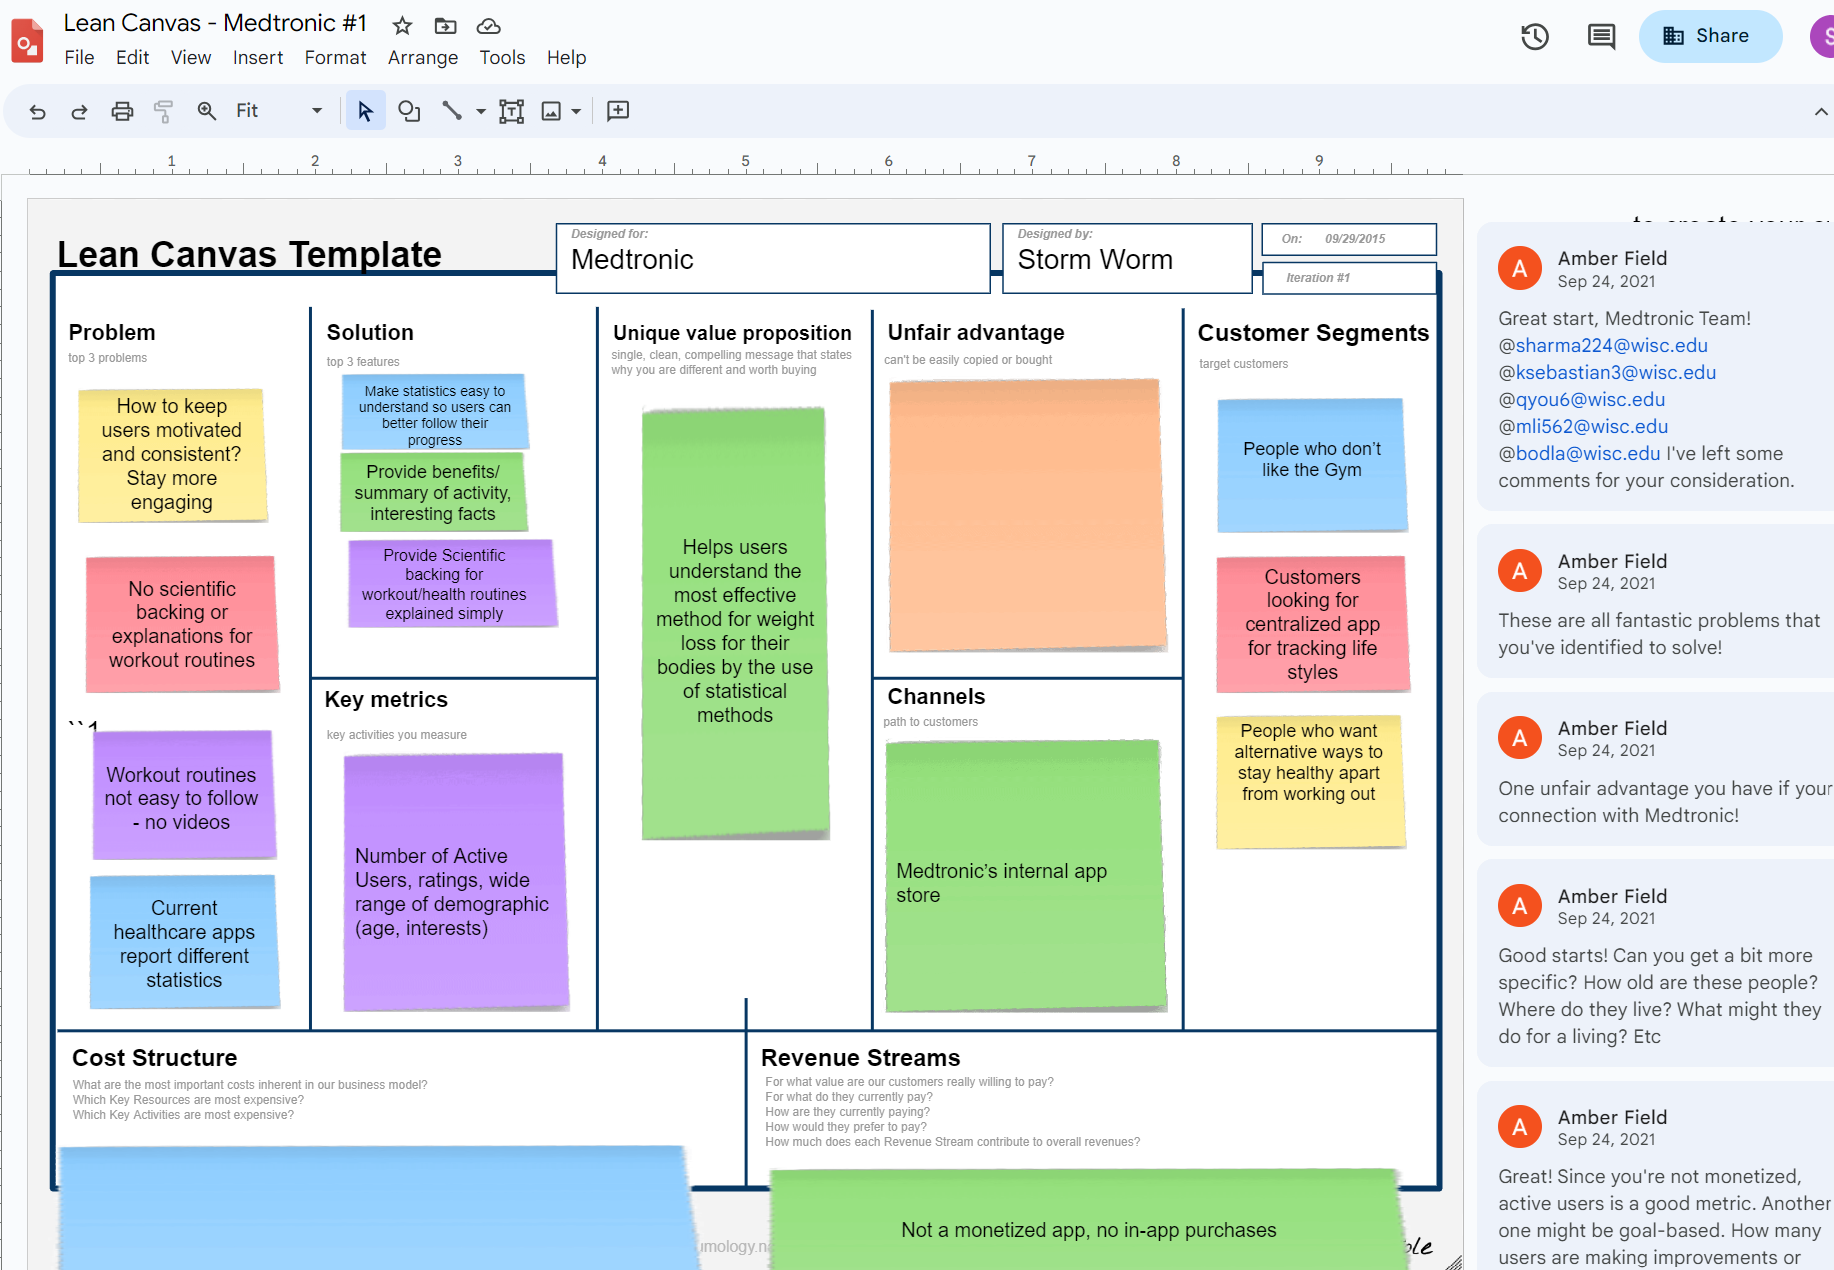 Lean Canvas - Medtronic #1
File Edit View Insert Format Arrange Tools Help
Share
S
Fit
1 2 3 4 5 6 7 8 9
Lean Canvas Template
Designed for:
Medtronic
Designed by:
Storm Worm
On: 09/29/2015
Iteration #1
Problem
top 3 problems
How to keep
users motivated
and consistent?
Stay more
engaging
No scientific
backing or
explanations for
workout routines
``1
Workout routines
not easy to follow
- no videos
Current
healthcare apps
report different
statistics
Solution
top 3 features
Make statistics easy to
understand so users can
better follow their
progress
Provide benefits/
summary of activity,
interesting facts
Provide Scientific
backing for
workout/health routines
explained simply
Key metrics
key activities you measure
Number of Active
Users, ratings, wide
range of demographic
(age, interests)
Unique value proposition
single, clean, compelling message that states
why you are different and worth buying
Helps users
understand the
most effective
method for weight
loss for their
bodies by the use
of statistical
methods
Unfair advantage
can't be easily copied or bought
Channels
path to customers
Medtronic's internal app
store
Customer Segments
target customers
People who don't
like the Gym
Customers
looking for
centralized app
for tracking life
styles
People who want
alternative ways to
stay healthy apart
from working out
Cost Structure
What are the most important costs inherent in our business model?
Which Key Resources are most expensive?
Which Key Activities are most expensive?
Revenue Streams
For what value are our customers really willing to pay?
For what do they currently pay?
How are they currently paying?
How would they prefer to pay?
How much does each Revenue Stream contribute to overall revenues?
Not a monetized app, no in-app purchases
A
Amber Field
Sep 24, 2021
Great start, Medtronic Team!
@sharma224@wisc.edu
@ksebastian3@wisc.edu
@qyou6@wisc.edu
@mli562@wisc.edu
@bodla@wisc.edu I've left some
comments for your consideration.
A
Amber Field
Sep 24, 2021
These are all fantastic problems that
you've identified to solve!
A
Amber Field
Sep 24, 2021
One unfair advantage you have if your
connection with Medtronic!
A
Amber Field
Sep 24, 2021
Good starts! Can you get a bit more
specific? How old are these people?
Where do they live? What might they
do for a living? Etc
A
Amber Field
Sep 24, 2021
Great! Since you're not monetized,
active users is a good metric. Another
one might be goal-based. How many
users are making improvements or